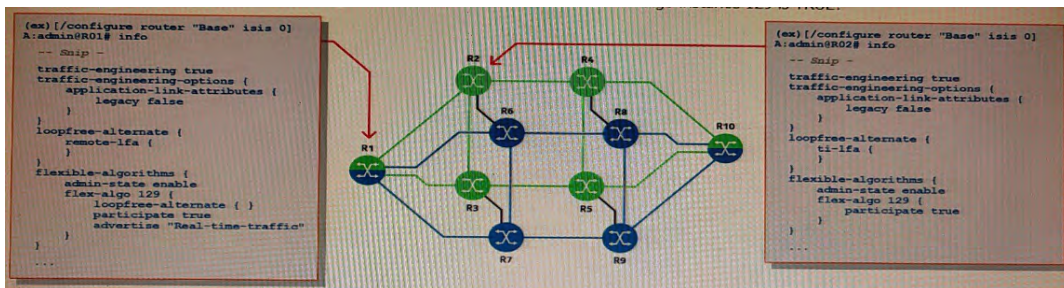 instance 129 is TRUE?
(ex)[/configure router "Base" isis 0]
A:admin@R01# info
-- Snip -
traffic-engineering true
traffic-engineering-options {
application-link-attributes {
legacy false
}
}
loopfree-alternate {
remote-lfa {
}
}
flexible-algorithms {
admin-state enable
flex-algo 129 {
loopfree-alternate { }
participate true
advertise "Real-time-traffic"
}
}
...
R2
R4
R6
R8
R1
R10
R3
R5
R7
R9
(ex)[/configure router "Base" isis 0]
A:admin@R02# info
-- Snip -
traffic-engineering true
traffic-engineering-options {
application-link-attributes {
legacy false
}
}
loopfree-alternate {
ti-lfa {
}
}
flexible-algorithms {
admin-state enable
flex-algo 129 {
participate true
}
}
...